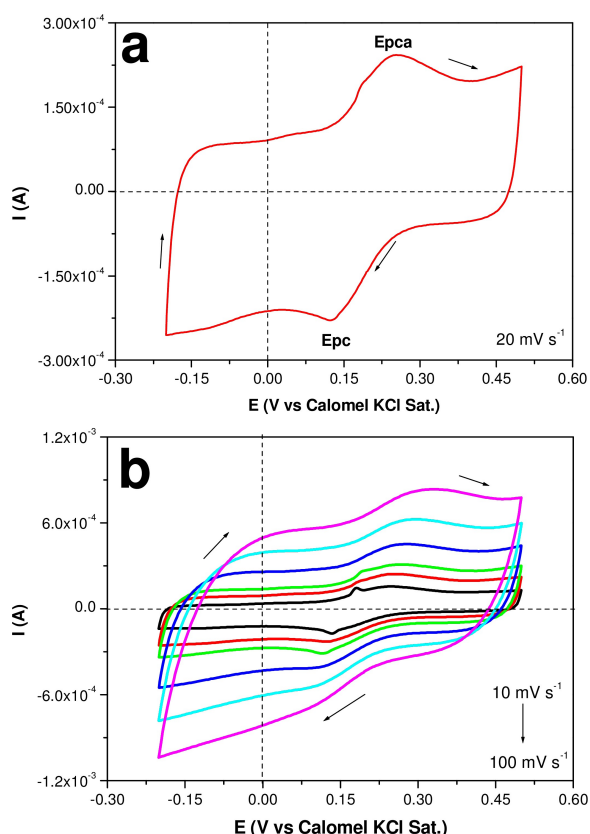 a
3.00x10⁻⁴
1.50x10⁻⁴
0.00
-1.50x10⁻⁴
-3.00x10⁻⁴
I (A)
Epca
Epc
20 mV s⁻¹
-0.30 -0.15 0.00 0.15 0.30 0.45 0.60
E (V vs Calomel KCl Sat.)
b
1.2x10⁻³
6.0x10⁻⁴
0.0
-6.0x10⁻⁴
-1.2x10⁻³
I (A)
10 mV s⁻¹
100 mV s⁻¹
-0.30 -0.15 0.00 0.15 0.30 0.45 0.60
E (V vs Calomel KCl Sat.)